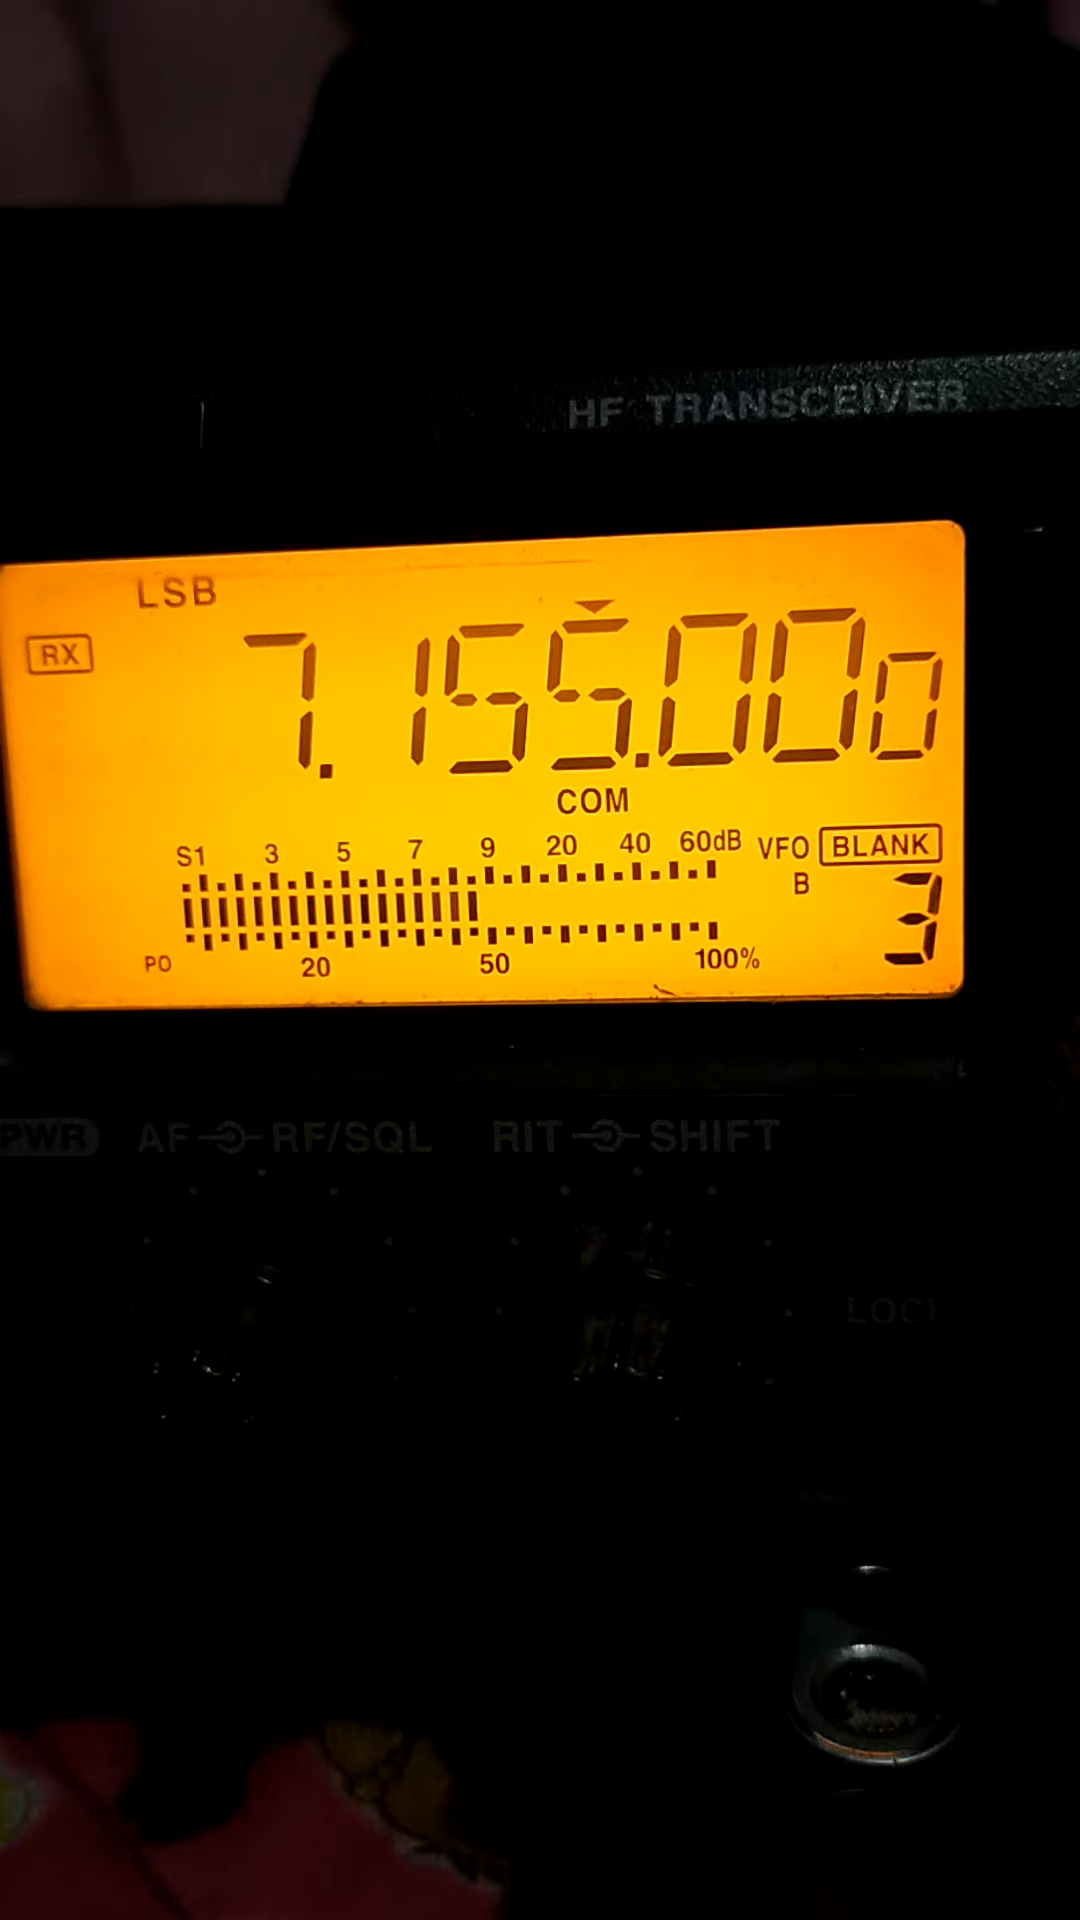 HF TRANSCEIVER
LSB
RX
7.155.000
COM
S1 3 5 7 9 20 40 60dB
VFO BLANK
B
3
PO 20 50 100%
PWR AF RF/SQL RIT SHIFT
LOCK